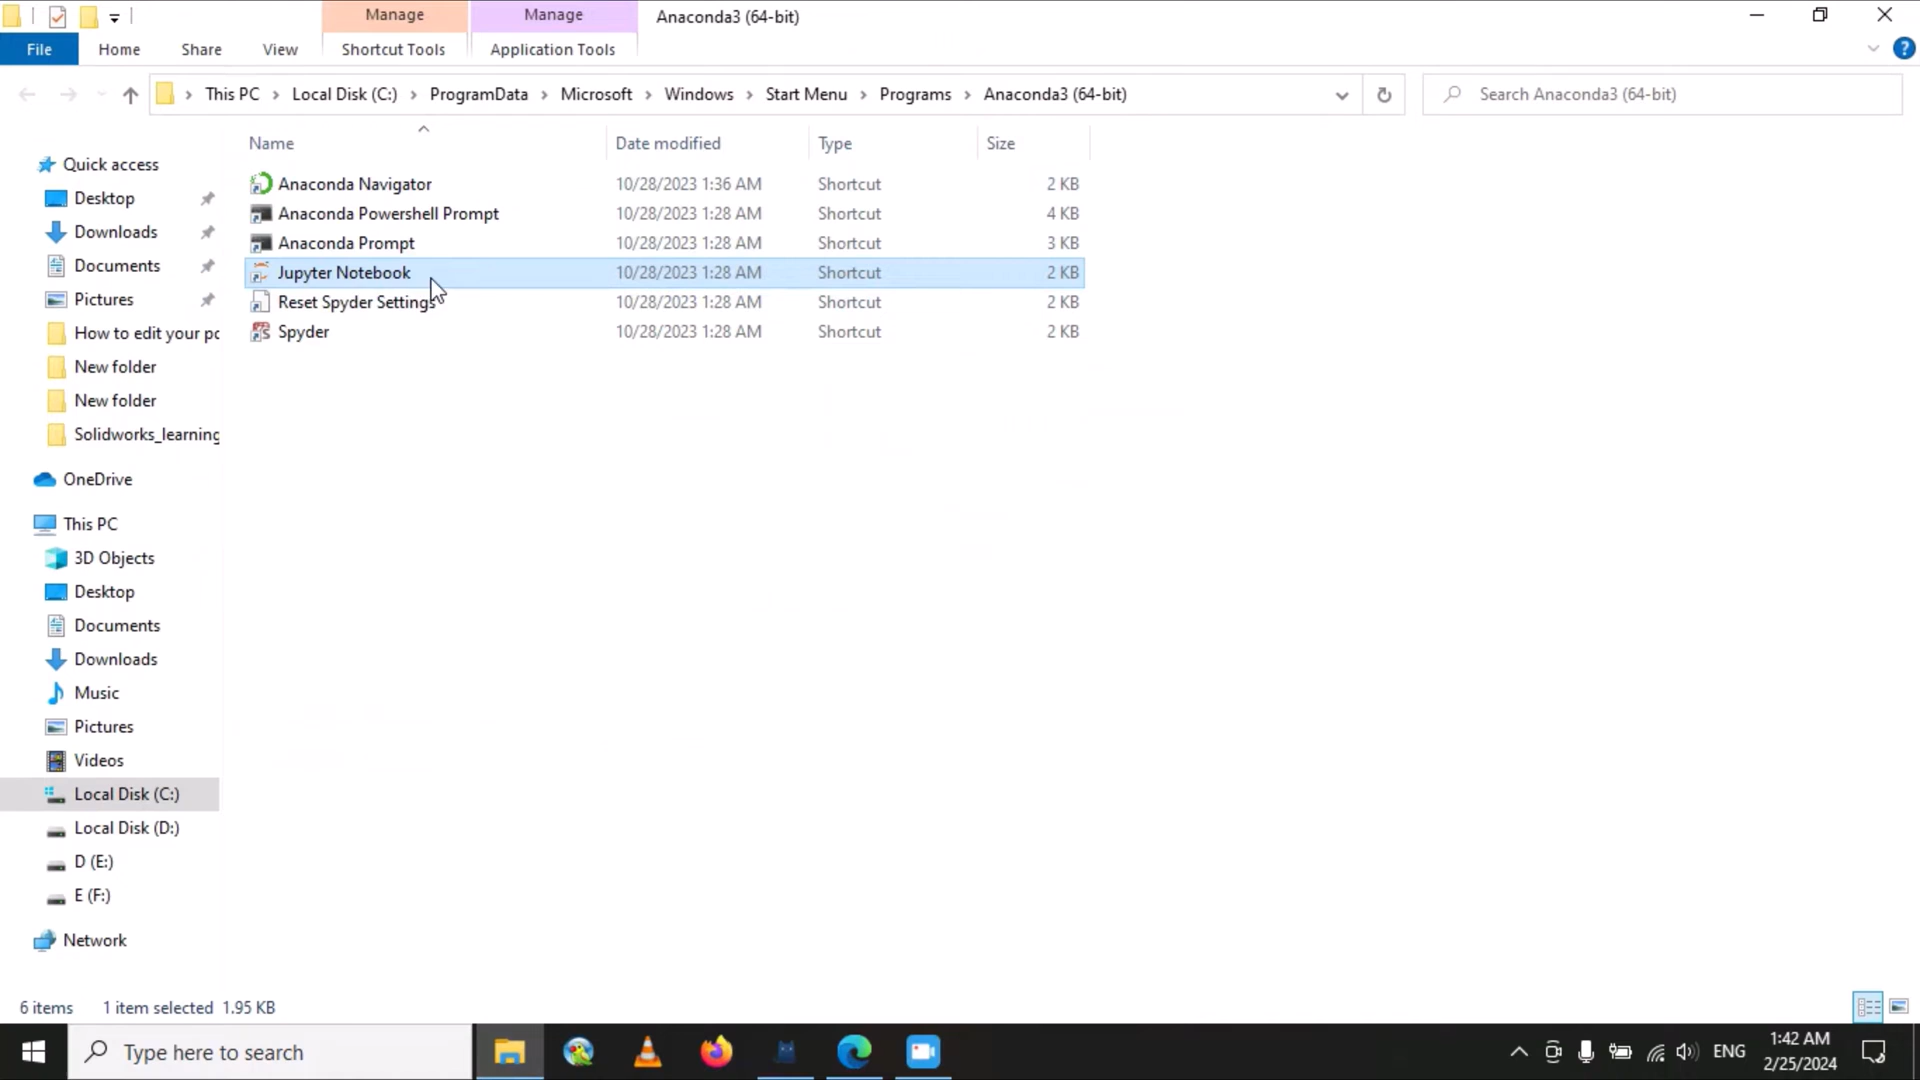 Manage
Manage
Anaconda3 (64-bit)
File
Home
Share
View
Shortcut Tools
Application Tools
This PC
Local Disk (C:)
ProgramData
Microsoft
Windows
Start Menu
Programs
Anaconda3 (64-bit)
Search Anaconda3 (64-bit)
Name
Date modified
Type
Size
Anaconda Navigator 10/28/2023 1:36 AM Shortcut 2 KB
Anaconda Powershell Prompt 10/28/2023 1:28 AM Shortcut 4 KB
Anaconda Prompt 10/28/2023 1:28 AM Shortcut 3 KB
Jupyter Notebook 10/28/2023 1:28 AM Shortcut 2 KB
Reset Spyder Settings 10/28/2023 1:28 AM Shortcut 2 KB
Spyder 10/28/2023 1:28 AM Shortcut 2 KB
Quick access
Desktop
Downloads
Documents
Pictures
How to edit your pc
New folder
New folder
Solidworks_learning
OneDrive
This PC
3D Objects
Desktop
Documents
Downloads
Music
Pictures
Videos
Local Disk (C:)
Local Disk (D:)
D (E:)
E (F:)
Network
6 items
1 item selected 1.95 KB
Type here to search
ENG
1:42 AM
2/25/2024